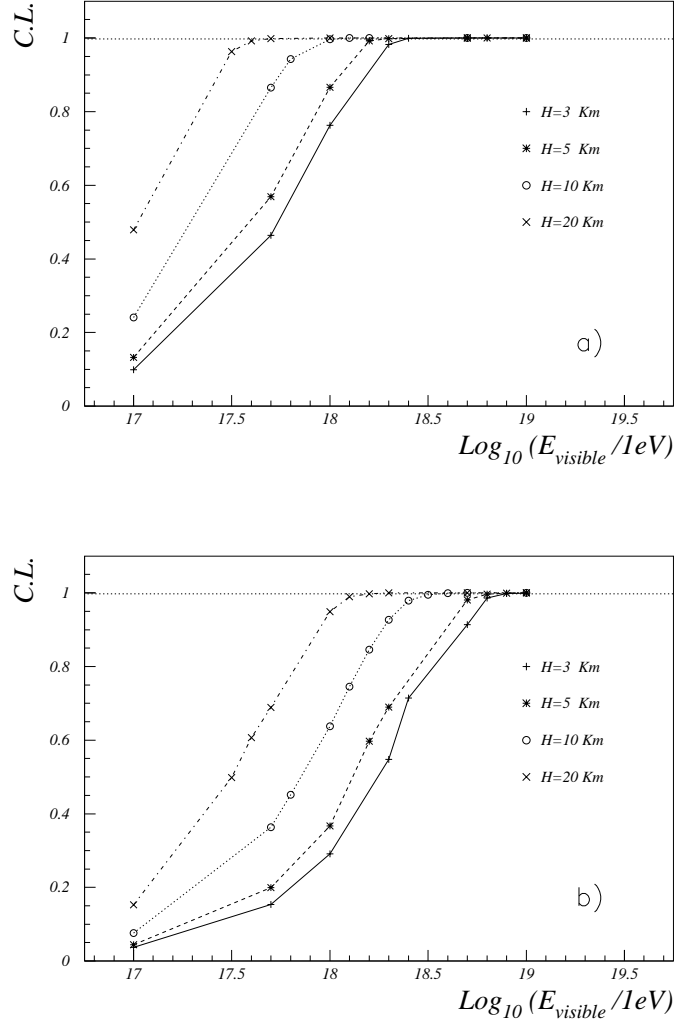 C.L.
1
0.8
0.6
0.4
0.2
0
H=3 Km
H=5 Km
H=10 Km
H=20 Km
a)
17 17.5 18 18.5 19 19.5
Log10 (Evisible /1eV)
C.L.
1
0.8
0.6
0.4
0.2
0
H=3 Km
H=5 Km
H=10 Km
H=20 Km
b)
17 17.5 18 18.5 19 19.5
Log10 (Evisible /1eV)